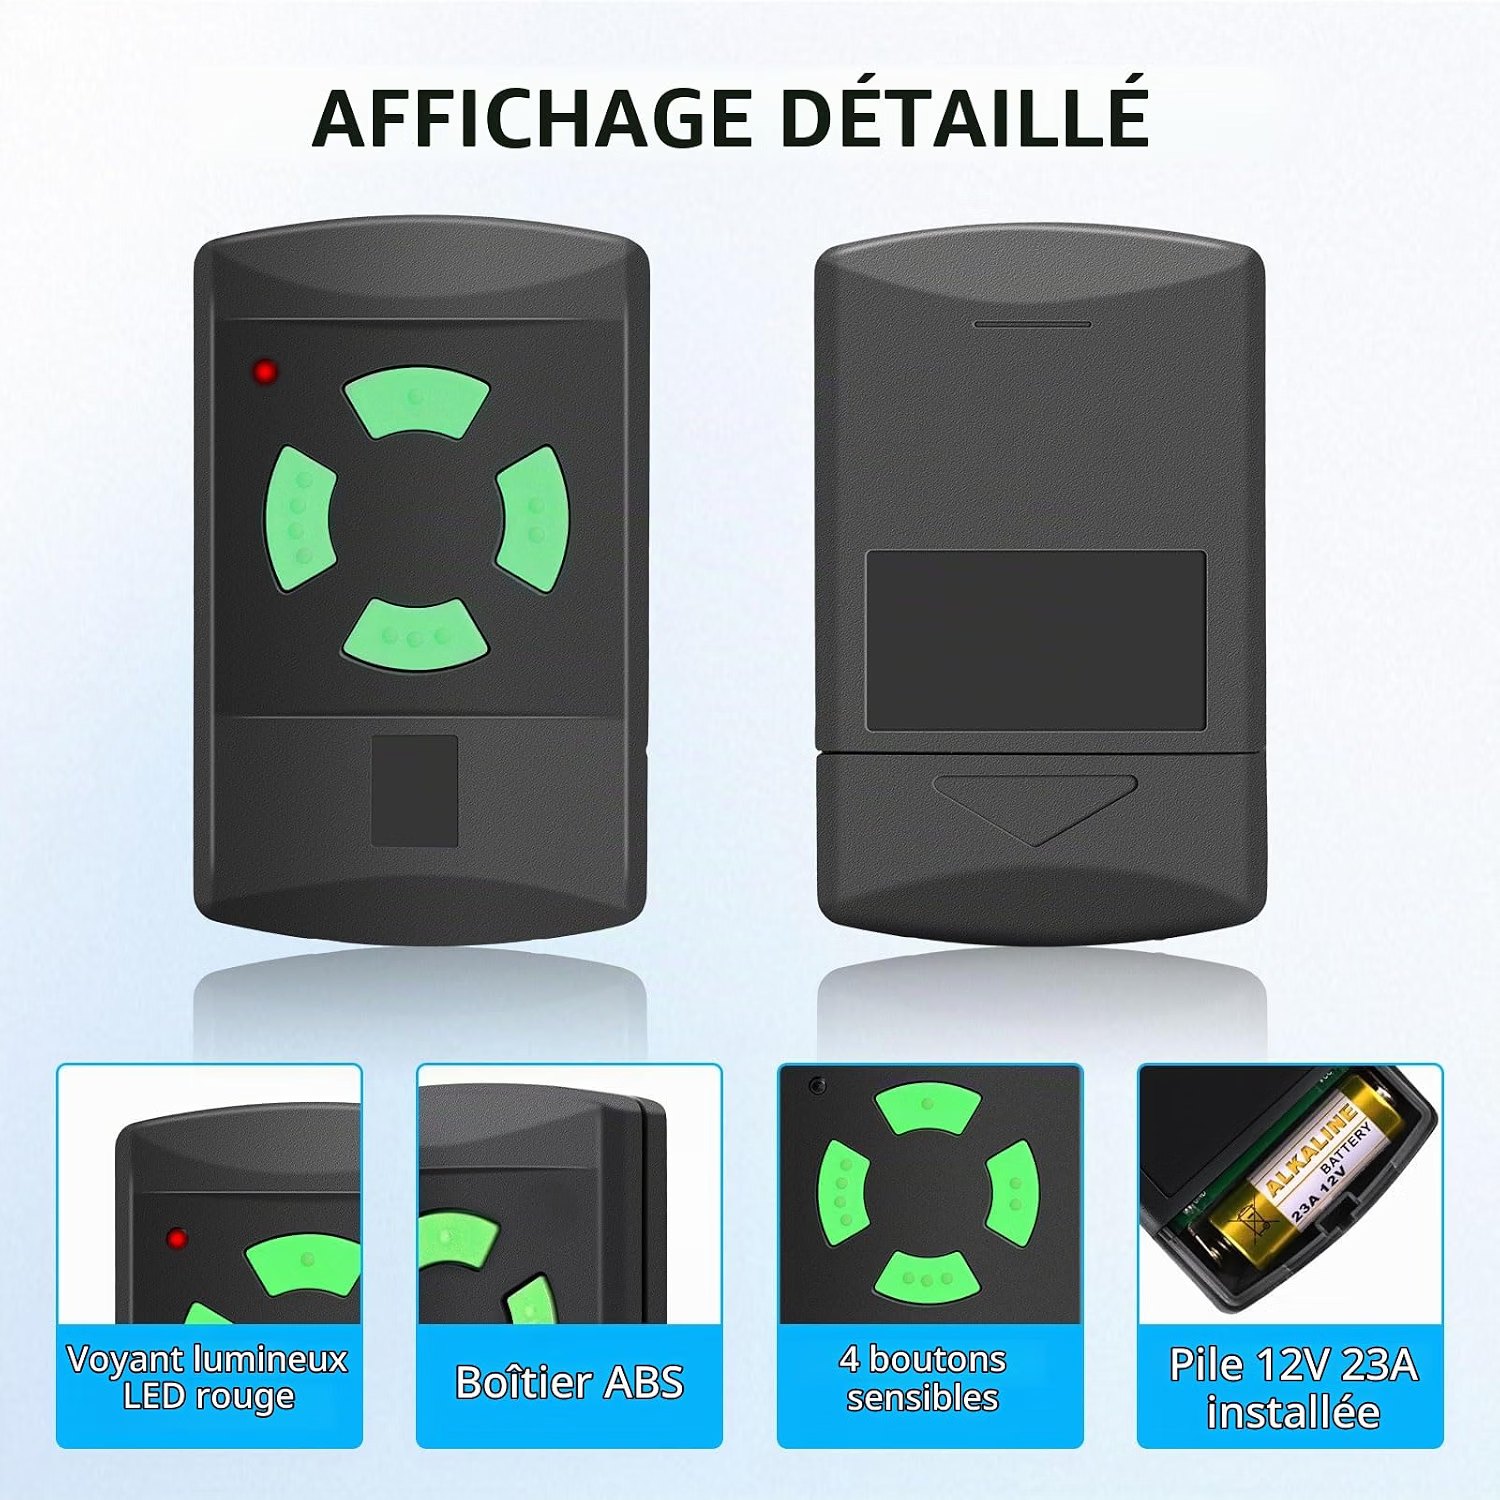 AFFICHAGE DÉTAILLÉ
Voyant lumineux
LED rouge
Boîtier ABS
4 boutons
sensibles
ALKALINE
BATTERY
23A 12V
Pile 12V 23A
installée